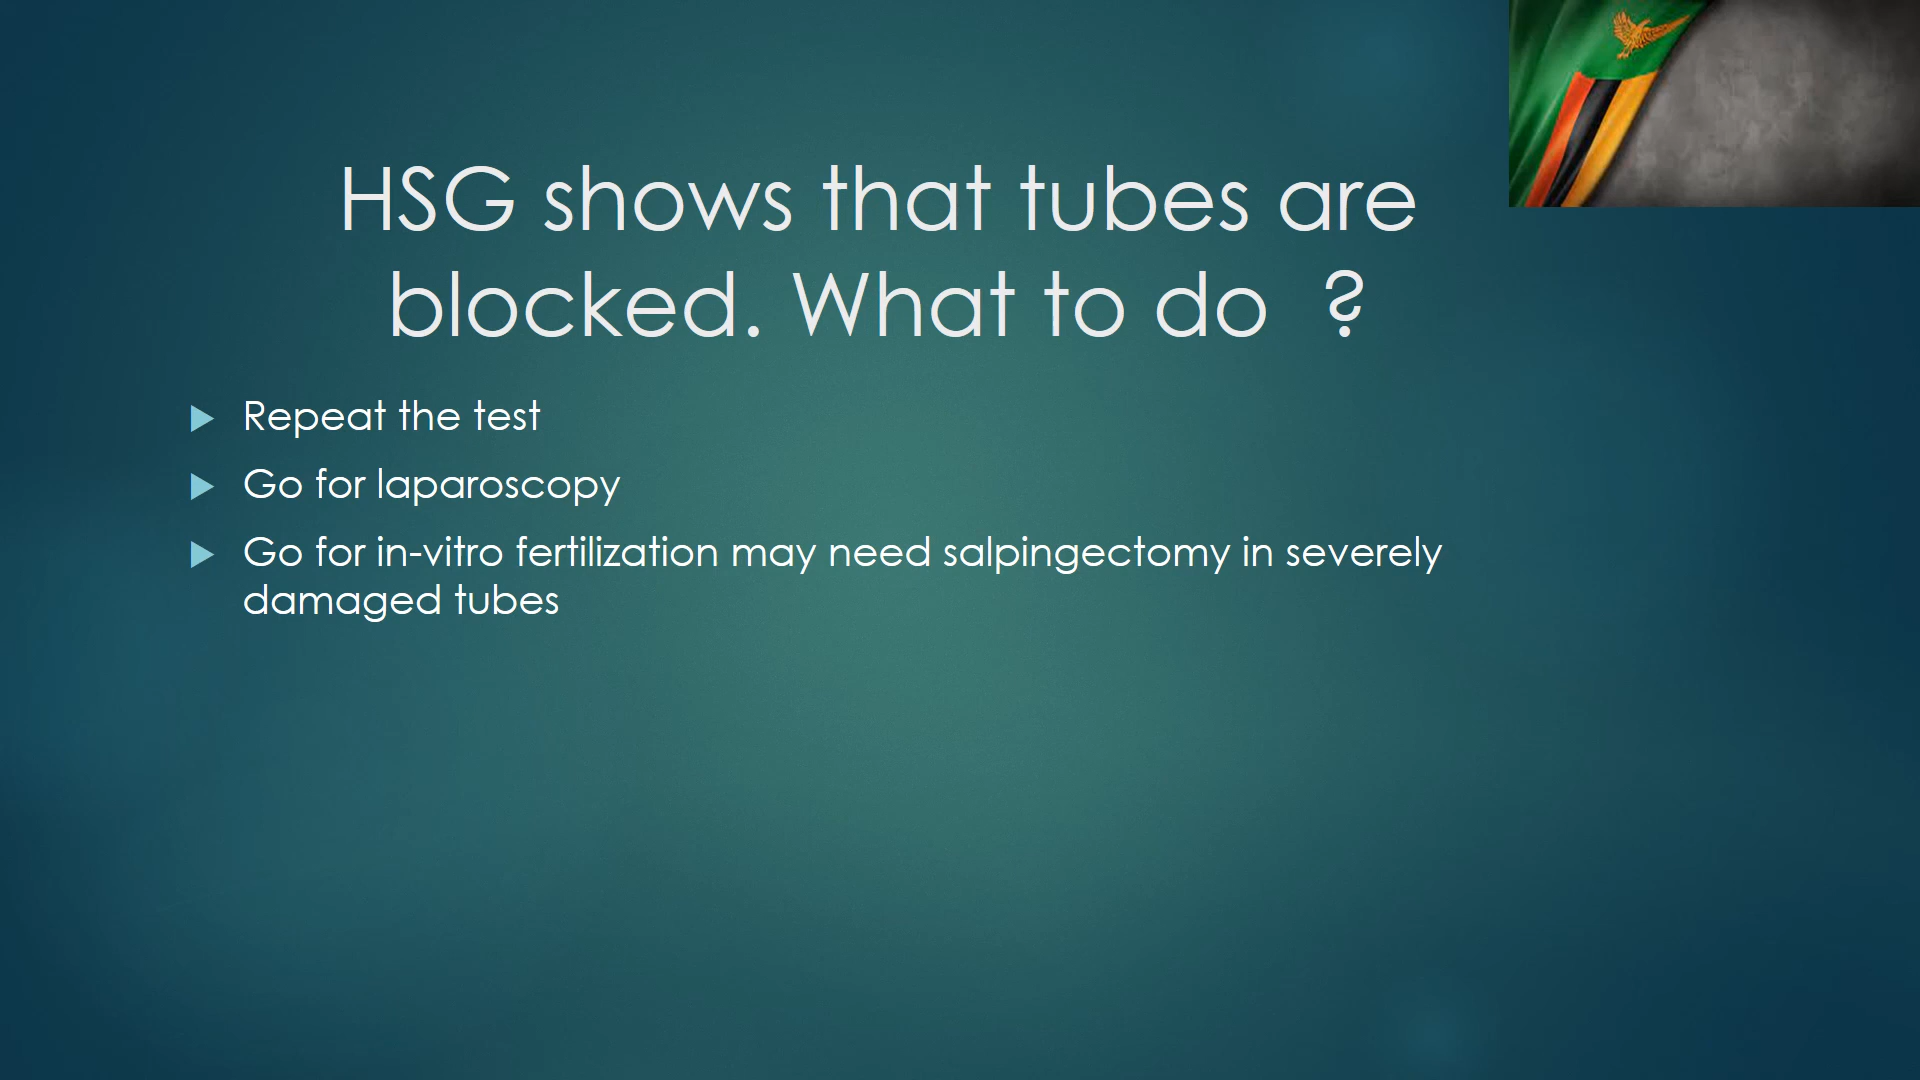 HSG shows that tubes are
blocked. What to do  ?
Repeat the test
Go for laparoscopy
Go for in-vitro fertilization may need salpingectomy in severely
damaged tubes